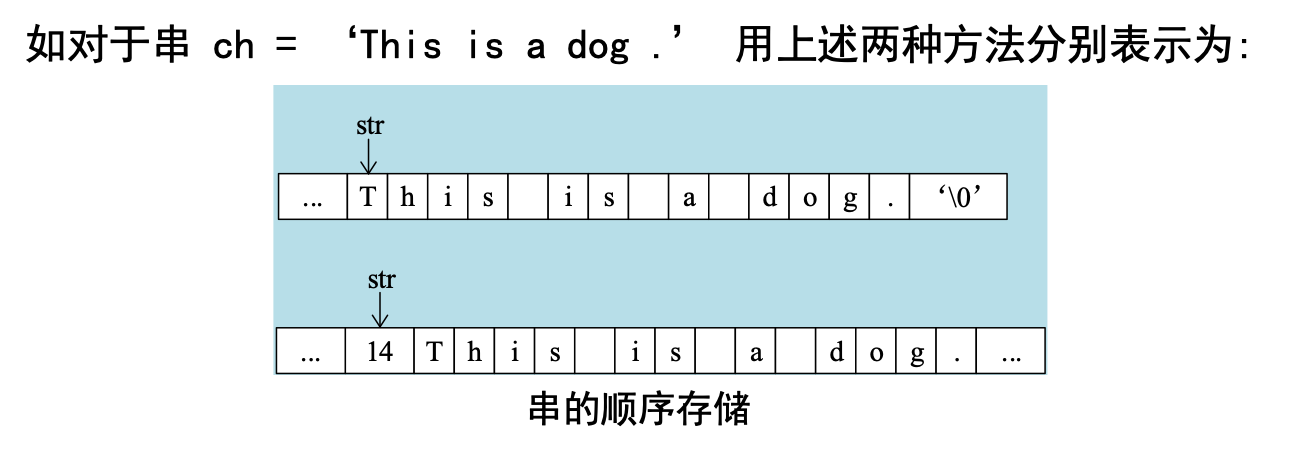 如对于串 ch = ‘This is a dog .’ 用上述两种方法分别表示为:
str
... T h i s i s a d o g . ‘\0’
str
... 14 T h i s i s a d o g . ...
串的顺序存储